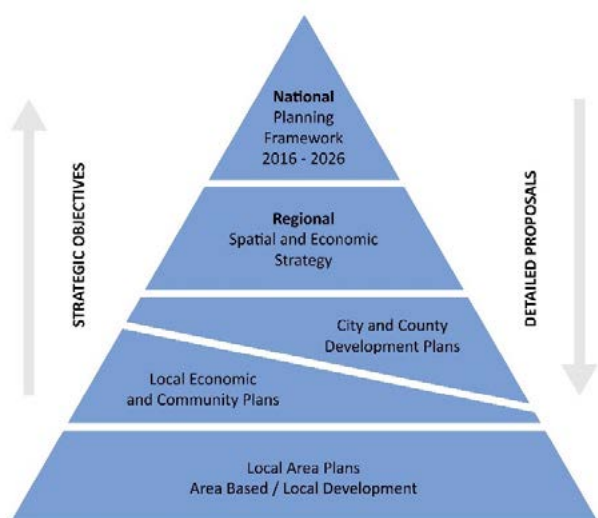 National
Planning
Framework
2016 - 2026
STRATEGIC OBJECTIVES
DETAILED PROPOSALS
Regional
Spatial and Economic
Strategy
City and County
Development Plans
Local Economic
and Community Plans
Local Area Plans
Area Based / Local Development